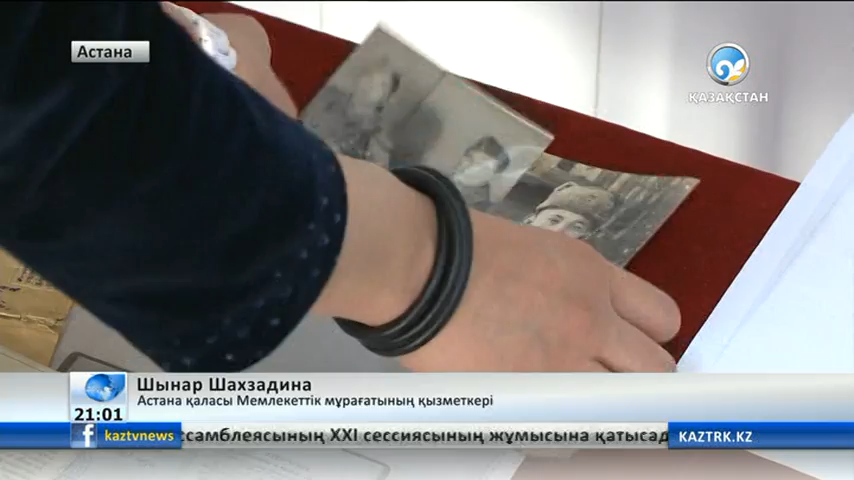 Астана
ҚАЗАҚСТАН
Шынар Шахзадина
Астана қаласы Мемлекеттік мұрағатының қызметкері
21:01
kaztvnews
ссамблеясының XXI сессиясының жұмысына қатысад
KAZTRK.KZ